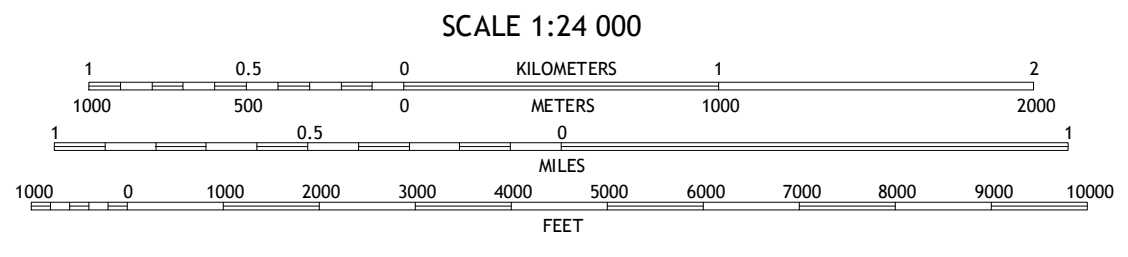 SCALE 1:24 000
1 0.5 0 KILOMETERS 1 2
1000 500 0 METERS 1000 2000
1 0.5 0 1
MILES
1000 0 1000 2000 3000 4000 5000 6000 7000 8000 9000 10000
FEET